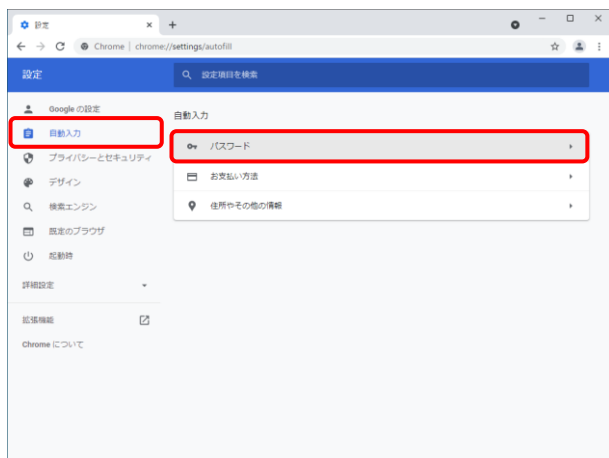 設定
Chrome | chrome://settings/autofill
設定
設定項目を検索
Google の設定
自動入力
プライバシーとセキュリティ
デザイン
検索エンジン
既定のブラウザ
起動時
詳細設定
拡張機能
Chrome について
自動入力
パスワード
お支払い方法
住所やその他の情報